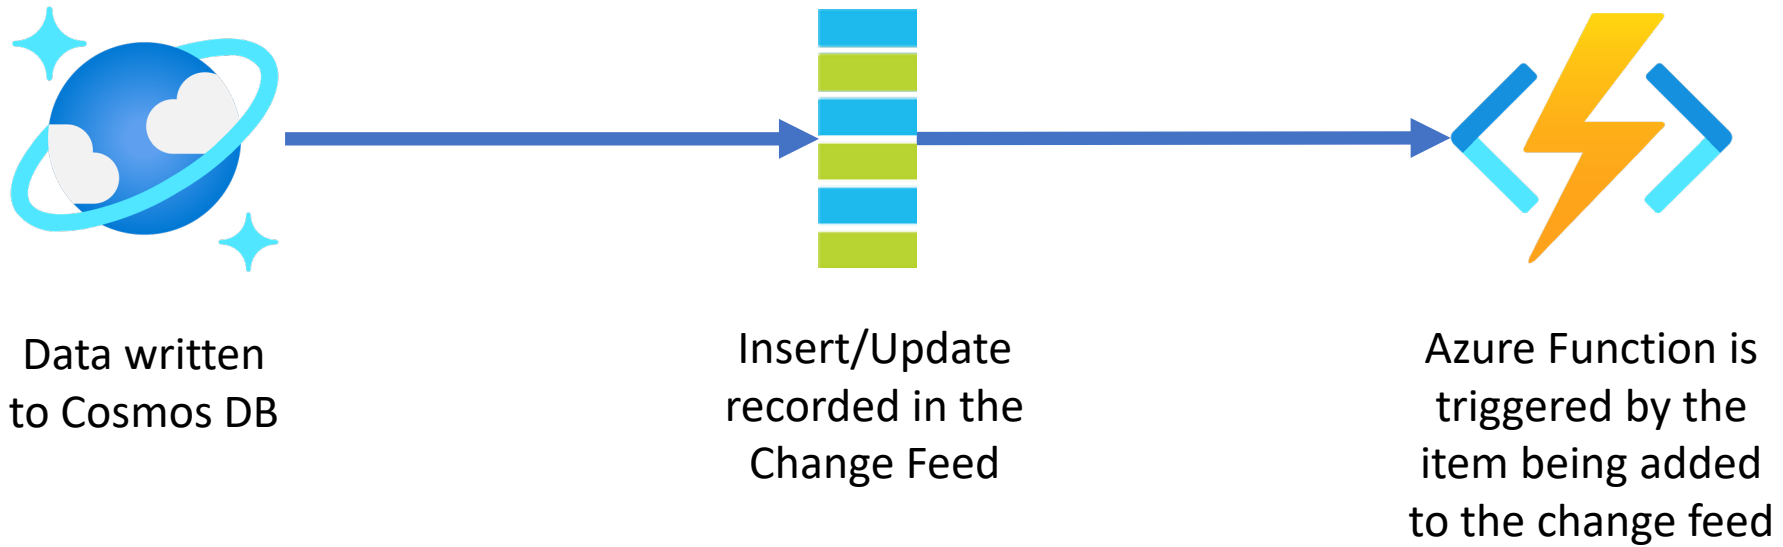 Data written
to Cosmos DB
Insert/Update
recorded in the
Change Feed
Azure Function is
triggered by the
item being added
to the change feed